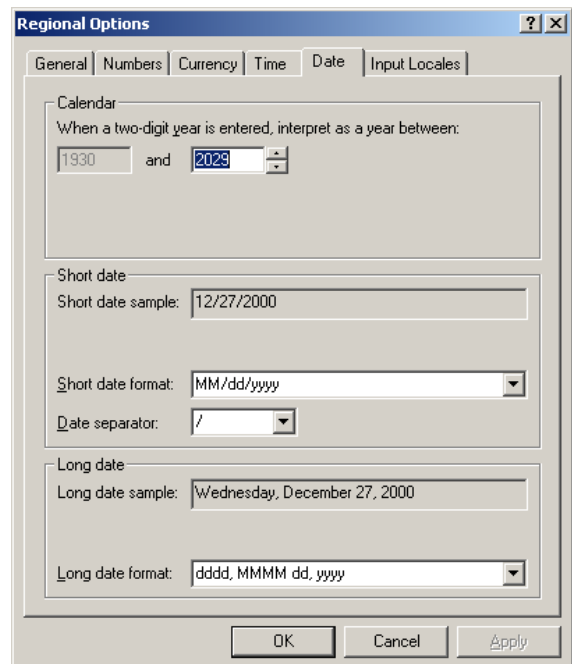 Regional Options
General Numbers Currency Time Date Input Locales
Calendar
When a two-digit year is entered, interpret as a year between:
1930 and 2029
Short date
Short date sample: 12/27/2000
Short date format: MM/dd/yyyy
Date separator: /
Long date
Long date sample: Wednesday, December 27, 2000
Long date format: dddd, MMMM dd, yyyy
OK Cancel Apply